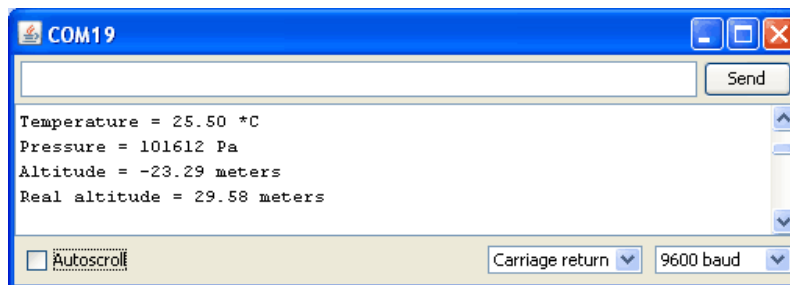 COM19
Send
Temperature = 25.50 *C
Pressure = 101612 Pa
Altitude = -23.29 meters
Real altitude = 29.58 meters
Autoscroll
Carriage return
9600 baud